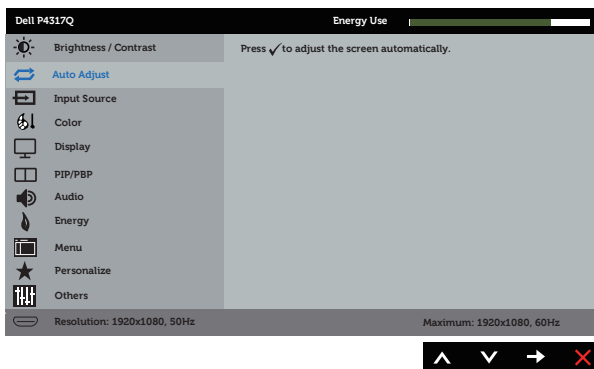 Dell P4317Q Energy Use
Brightness / Contrast Press ✓ to adjust the screen automatically.
Auto Adjust
Input Source
Color
Display
PIP/PBP
Audio
Energy
Menu
Personalize
Others
Resolution: 1920x1080, 50Hz Maximum: 1920x1080, 60Hz